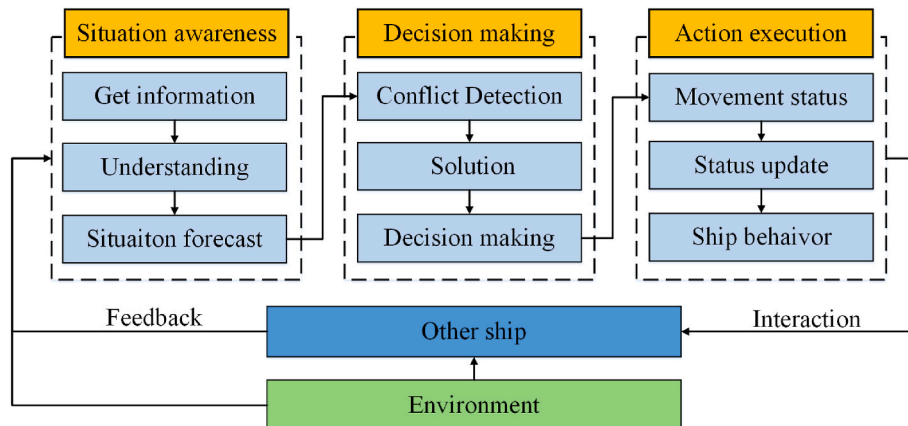 Situation awareness
Get information
Understanding
Situaiton forecast
Decision making
Conflict Detection
Solution
Decision making
Action execution
Movement status
Status update
Ship behaivor
Feedback
Other ship
Interaction
Environment